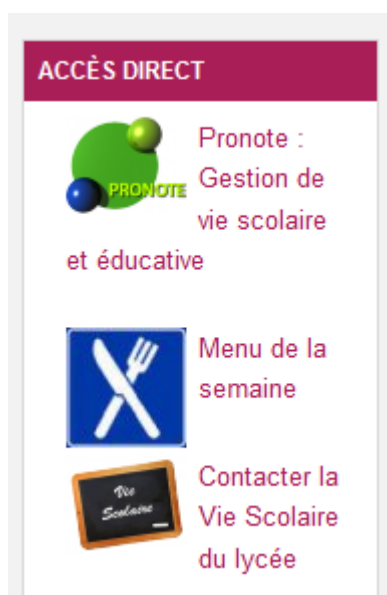 ACCÈS DIRECT
PRONOTE
Pronote :
Gestion de
vie scolaire
et éducative
Menu de la
semaine
Vie
Scolaire
Contacter la
Vie Scolaire
du lycée